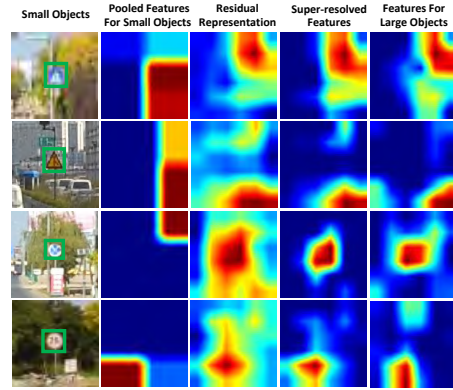 Small Objects
Pooled Features
For Small Objects
Residual
Representation
Super-resolved
Features
Features For
Large Objects